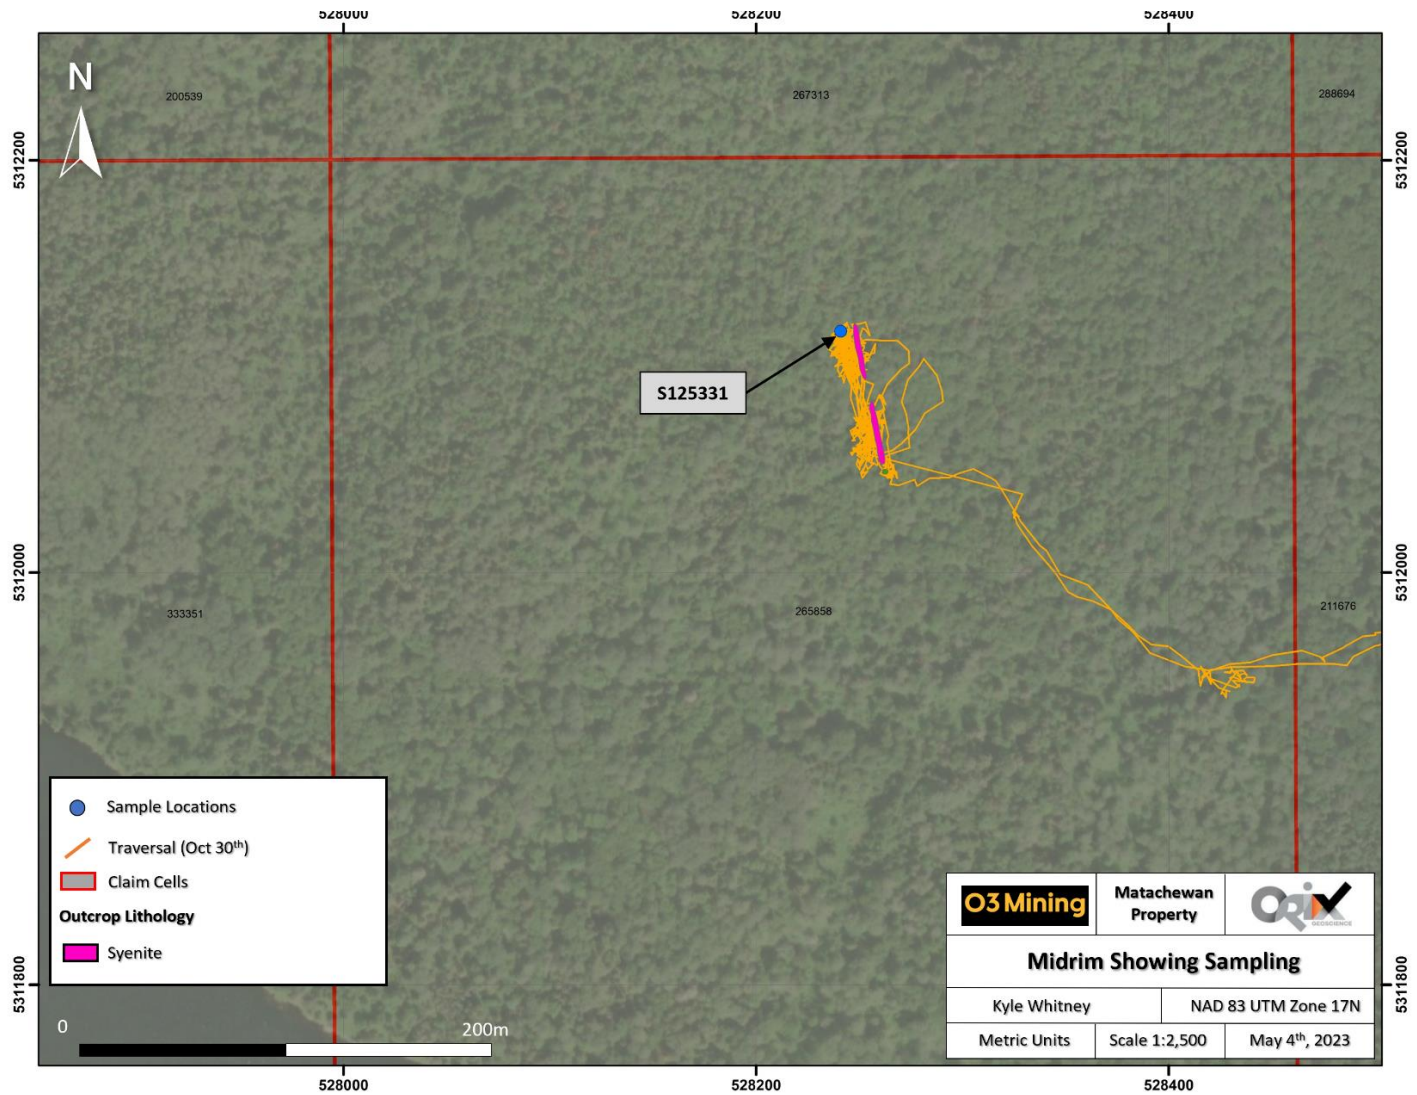 528000
528200
528400
N
200539
267313
288694
5312200
5312200
S125331
5312000
5312000
333351
265858
211676
Sample Locations
Traversal (Oct 30th)
Claim Cells
Outcrop Lithology
Syenite
O3 Mining
Matachewan
Property
Orix
GEOSCIENCE
Midrim Showing Sampling
Kyle Whitney
NAD 83 UTM Zone 17N
Metric Units
Scale 1:2,500
May 4th, 2023
5311800
5311800
0
200m
528000
528200
528400